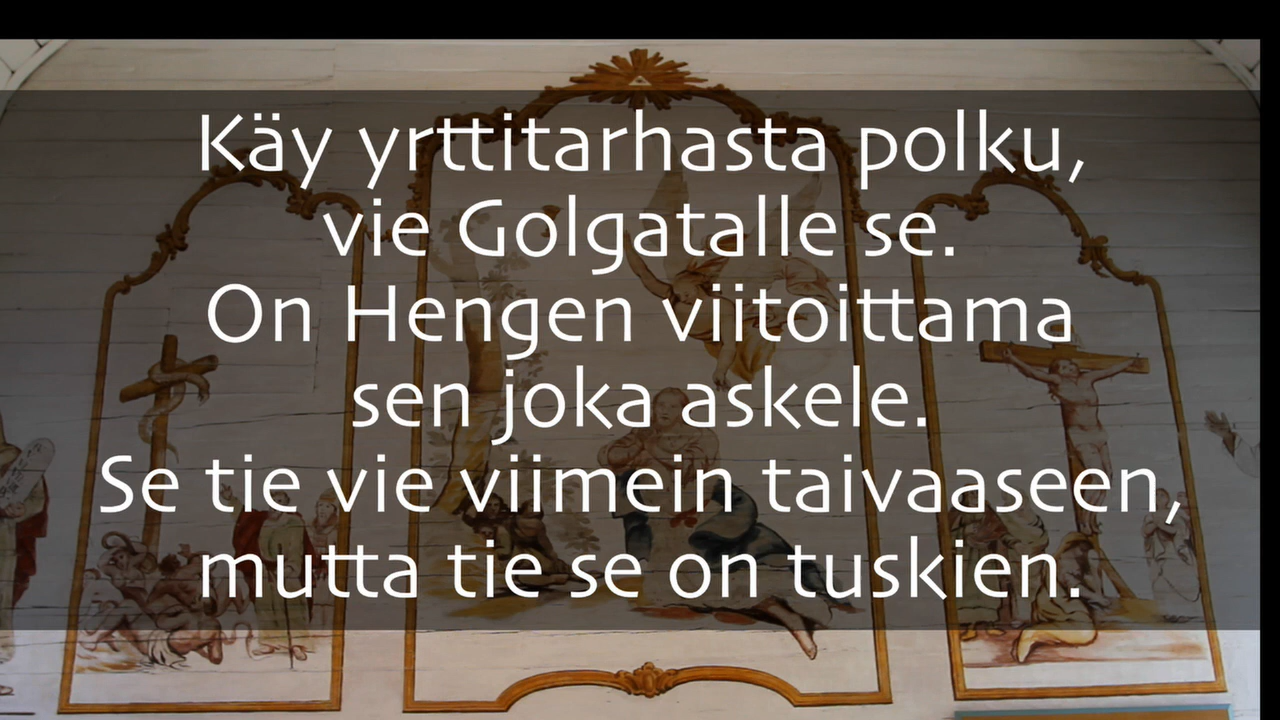 Käy yrttitarhasta polku,
vie Golgatalle se.
On Hengen viitoittama
sen joka askele.
Se tie vie viimein taivaaseen,
mutta tie se on tuskien.